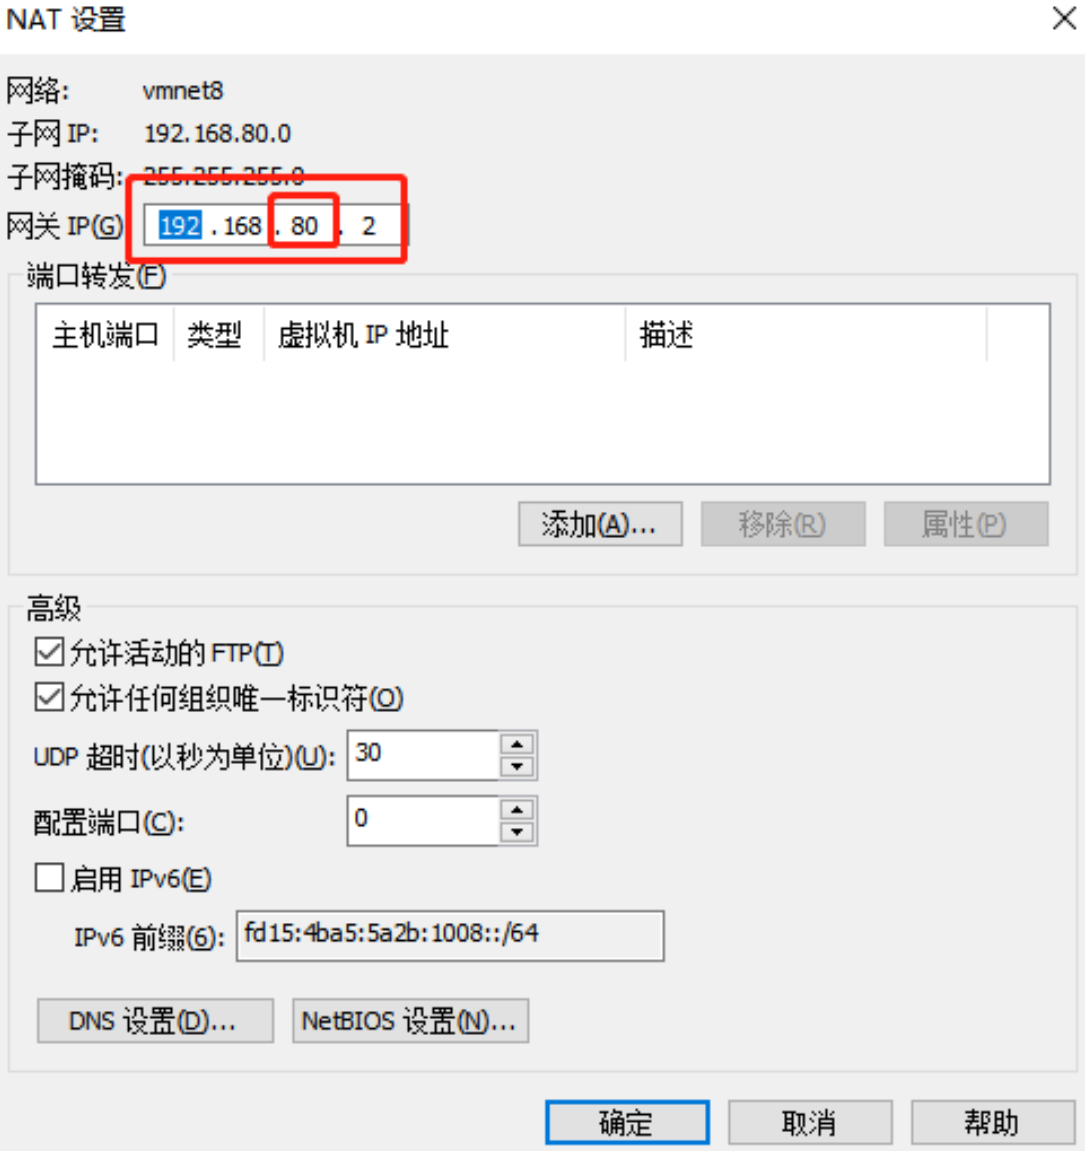 NAT 设置
网络: vmnet8
子网 IP: 192.168.80.0
子网掩码: 255.255.255.0
网关 IP(G) 192 . 168 . 80 . 2
端口转发(F)
主机端口 类型 虚拟机 IP 地址 描述
添加(A)... 移除(R) 属性(P)
高级
允许活动的 FTP(T)
允许任何组织唯一标识符(O)
UDP 超时(以秒为单位)(U): 30
配置端口(C): 0
启用 IPv6(E)
IPv6 前缀(6): fd15:4ba5:5a2b:1008::/64
DNS 设置(D)... NetBIOS 设置(N)...
确定 取消 帮助